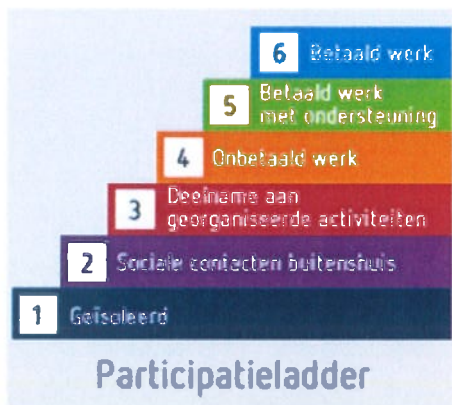 6 Betaald werk
5 Betaald werk
met ondersteuning
4 Onbetaald werk
3 Deelname aan
georganisseerde activiteiten
2 Sociale contacten buitenshuis
1 Geïsoleerd
Participatieladder